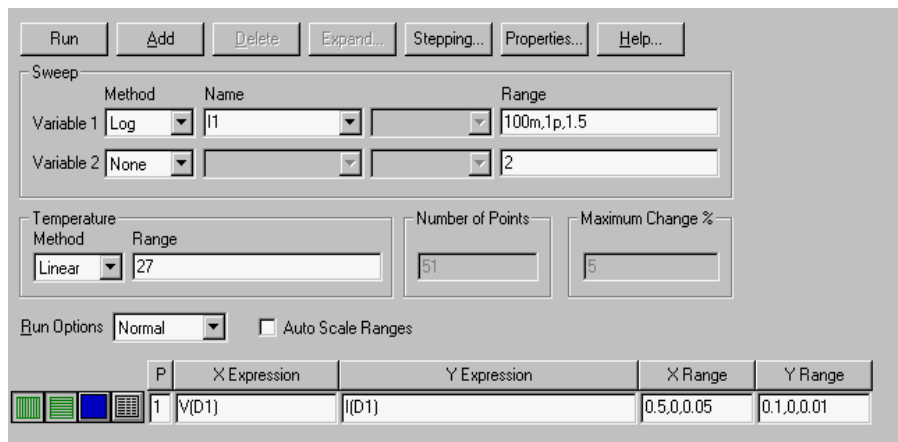 Run Add Delete Expand... Stepping... Properties... Help...
Sweep
Method Name Range
Variable 1 Log I1 100m,1p,1.5
Variable 2 None 2
Temperature Number of Points Maximum Change %
Method Range
Linear 27 51 5
Run Options Normal Auto Scale Ranges
P X Expression Y Expression X Range Y Range
1 V(D1) I(D1) 0.5,0,0.05 0.1,0,0.01